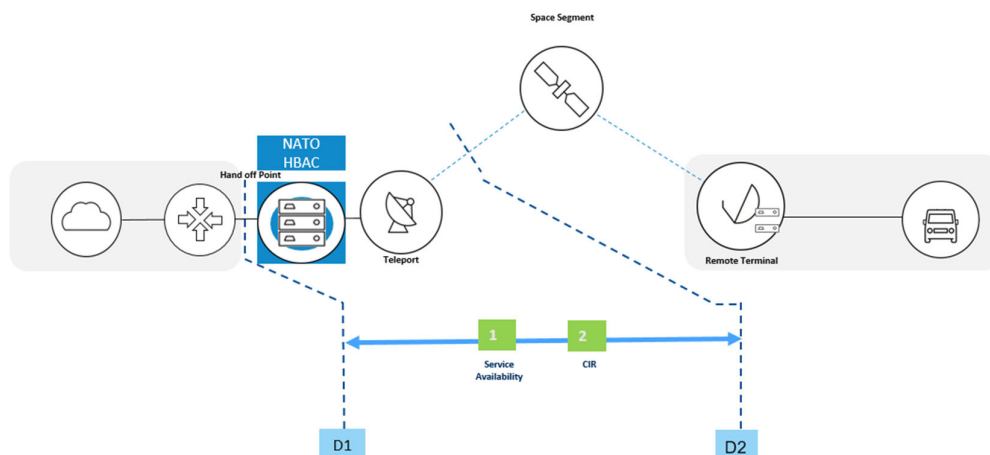 Space Segment
NATO
HBAC
Hand off Point
Teleport
Remote Terminal
1
2
Service
Availability
CIR
D1
D2